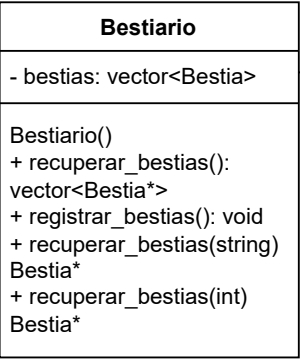 Bestiario
- bestias: vector<Bestia>
Bestiario()
+ recuperar_bestias():
vector<Bestia*>
+ registrar_bestias(): void
+ recuperar_bestias(string)
Bestia*
+ recuperar_bestias(int)
Bestia*